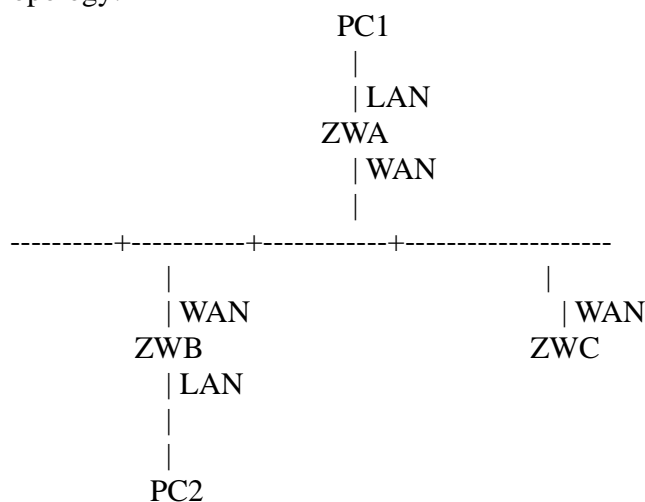 PC1
|
| LAN
ZWA
| WAN
|
----------+-----------+------------+--------------------
| |
| WAN | WAN
ZWB ZWC
| LAN
|
|
PC2